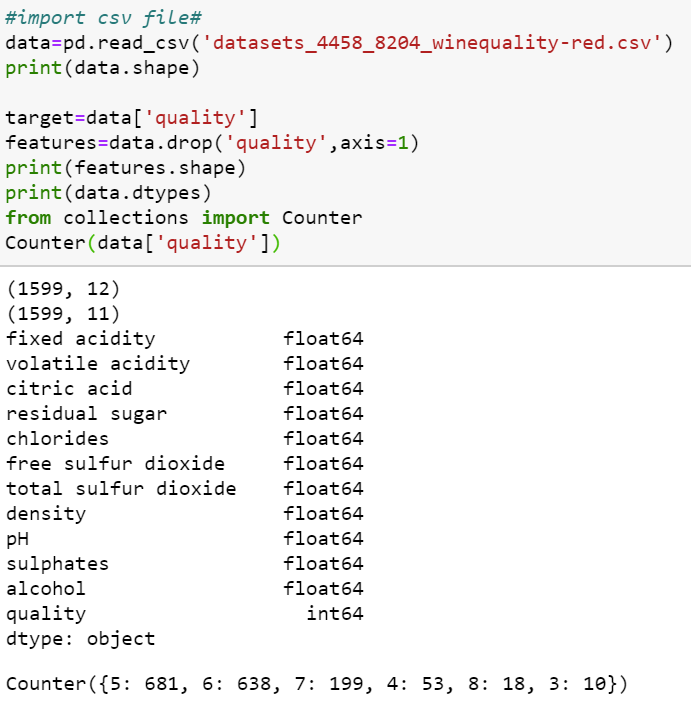 #import csv file#
data=pd.read_csv('datasets_4458_8204_winequality-red.csv')
print(data.shape)
target=data['quality']
features=data.drop('quality',axis=1)
print(features.shape)
print(data.dtypes)
from collections import Counter
Counter(data['quality'])
(1599, 12)
(1599, 11)
fixed acidity           float64
volatile acidity        float64
citric acid             float64
residual sugar          float64
chlorides               float64
free sulfur dioxide     float64
total sulfur dioxide    float64
density                 float64
pH                      float64
sulphates               float64
alcohol                 float64
quality                   int64
dtype: object
Counter({5: 681, 6: 638, 7: 199, 4: 53, 8: 18, 3: 10})